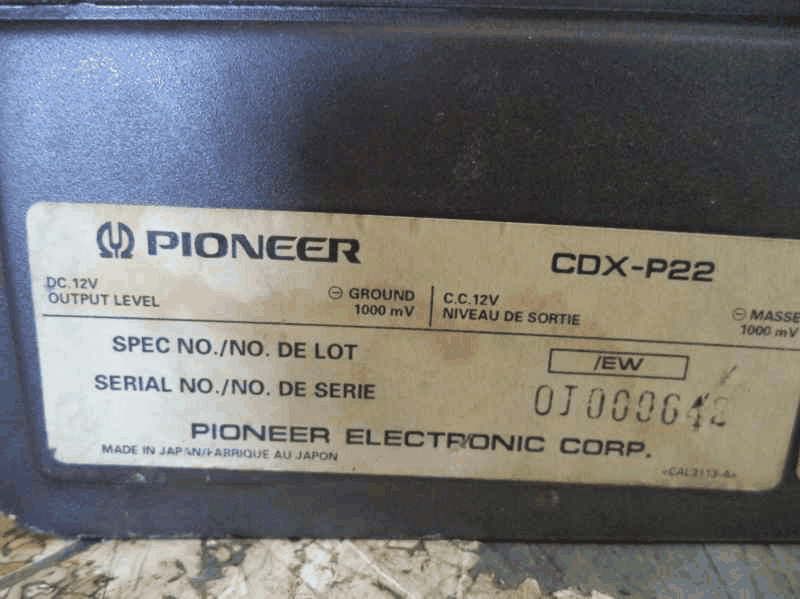 PIONEER
CDX-P22
DC.12V ⊖ GROUND
OUTPUT LEVEL 1000 mV
C.C.12V ⊖ MASSE
NIVEAU DE SORTIE 1000 mV
SPEC NO./NO. DE LOT /EW
SERIAL NO./NO. DE SERIE
PIONEER ELECTRONIC CORP.
MADE IN JAPAN/FABRIQUE AU JAPON